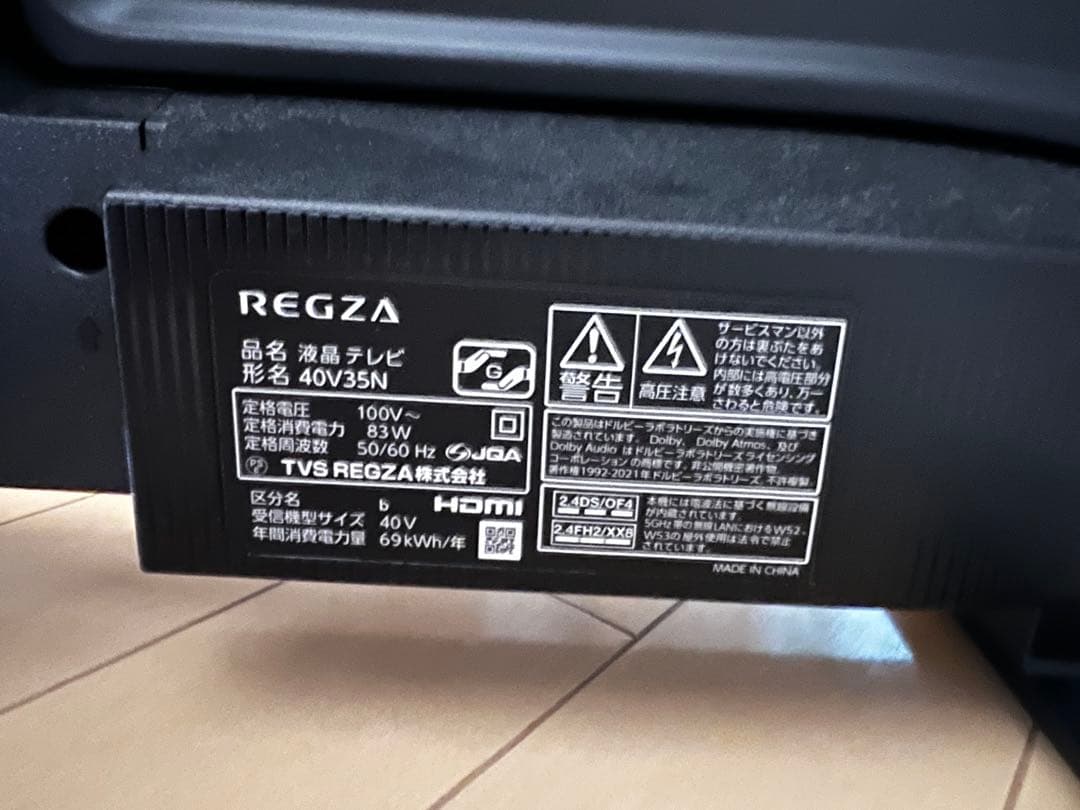 REGZA
品名 液晶テレビ
形名 40V35N
G
定格電圧 100V～
定格消費電力 83W
定格周波数 50/60 Hz JQA
PS E TVS REGZA株式会社
区分名 b HDMI
受信機型サイズ 40V
年間消費電力量 69kWh/年
警告
高圧注意
サービスマン以外
の方は裏ぶたをあ
けないでください。
内部には高電圧部分
が数多くあり、万一
さわると危険です。
この製品はドルビーラボラトリーズからの実施権に基づき
製造されています。Dolby、Dolby Atmos、及び
Dolby Audio はドルビーラボラトリーズライセンシング
コーポレーションの商標です。非公開機密著作物。
著作権1992-2021年ドルビーラボラトリーズ。不許複製。
2.4DS/OF4
2.4FH2/XX8
本機には電波法に基づく無線設備
が内蔵されています。
5GHz 帯の無線LANにおけるW52、
W53の屋外使用は法令で禁止
されています。
MADE IN CHINA